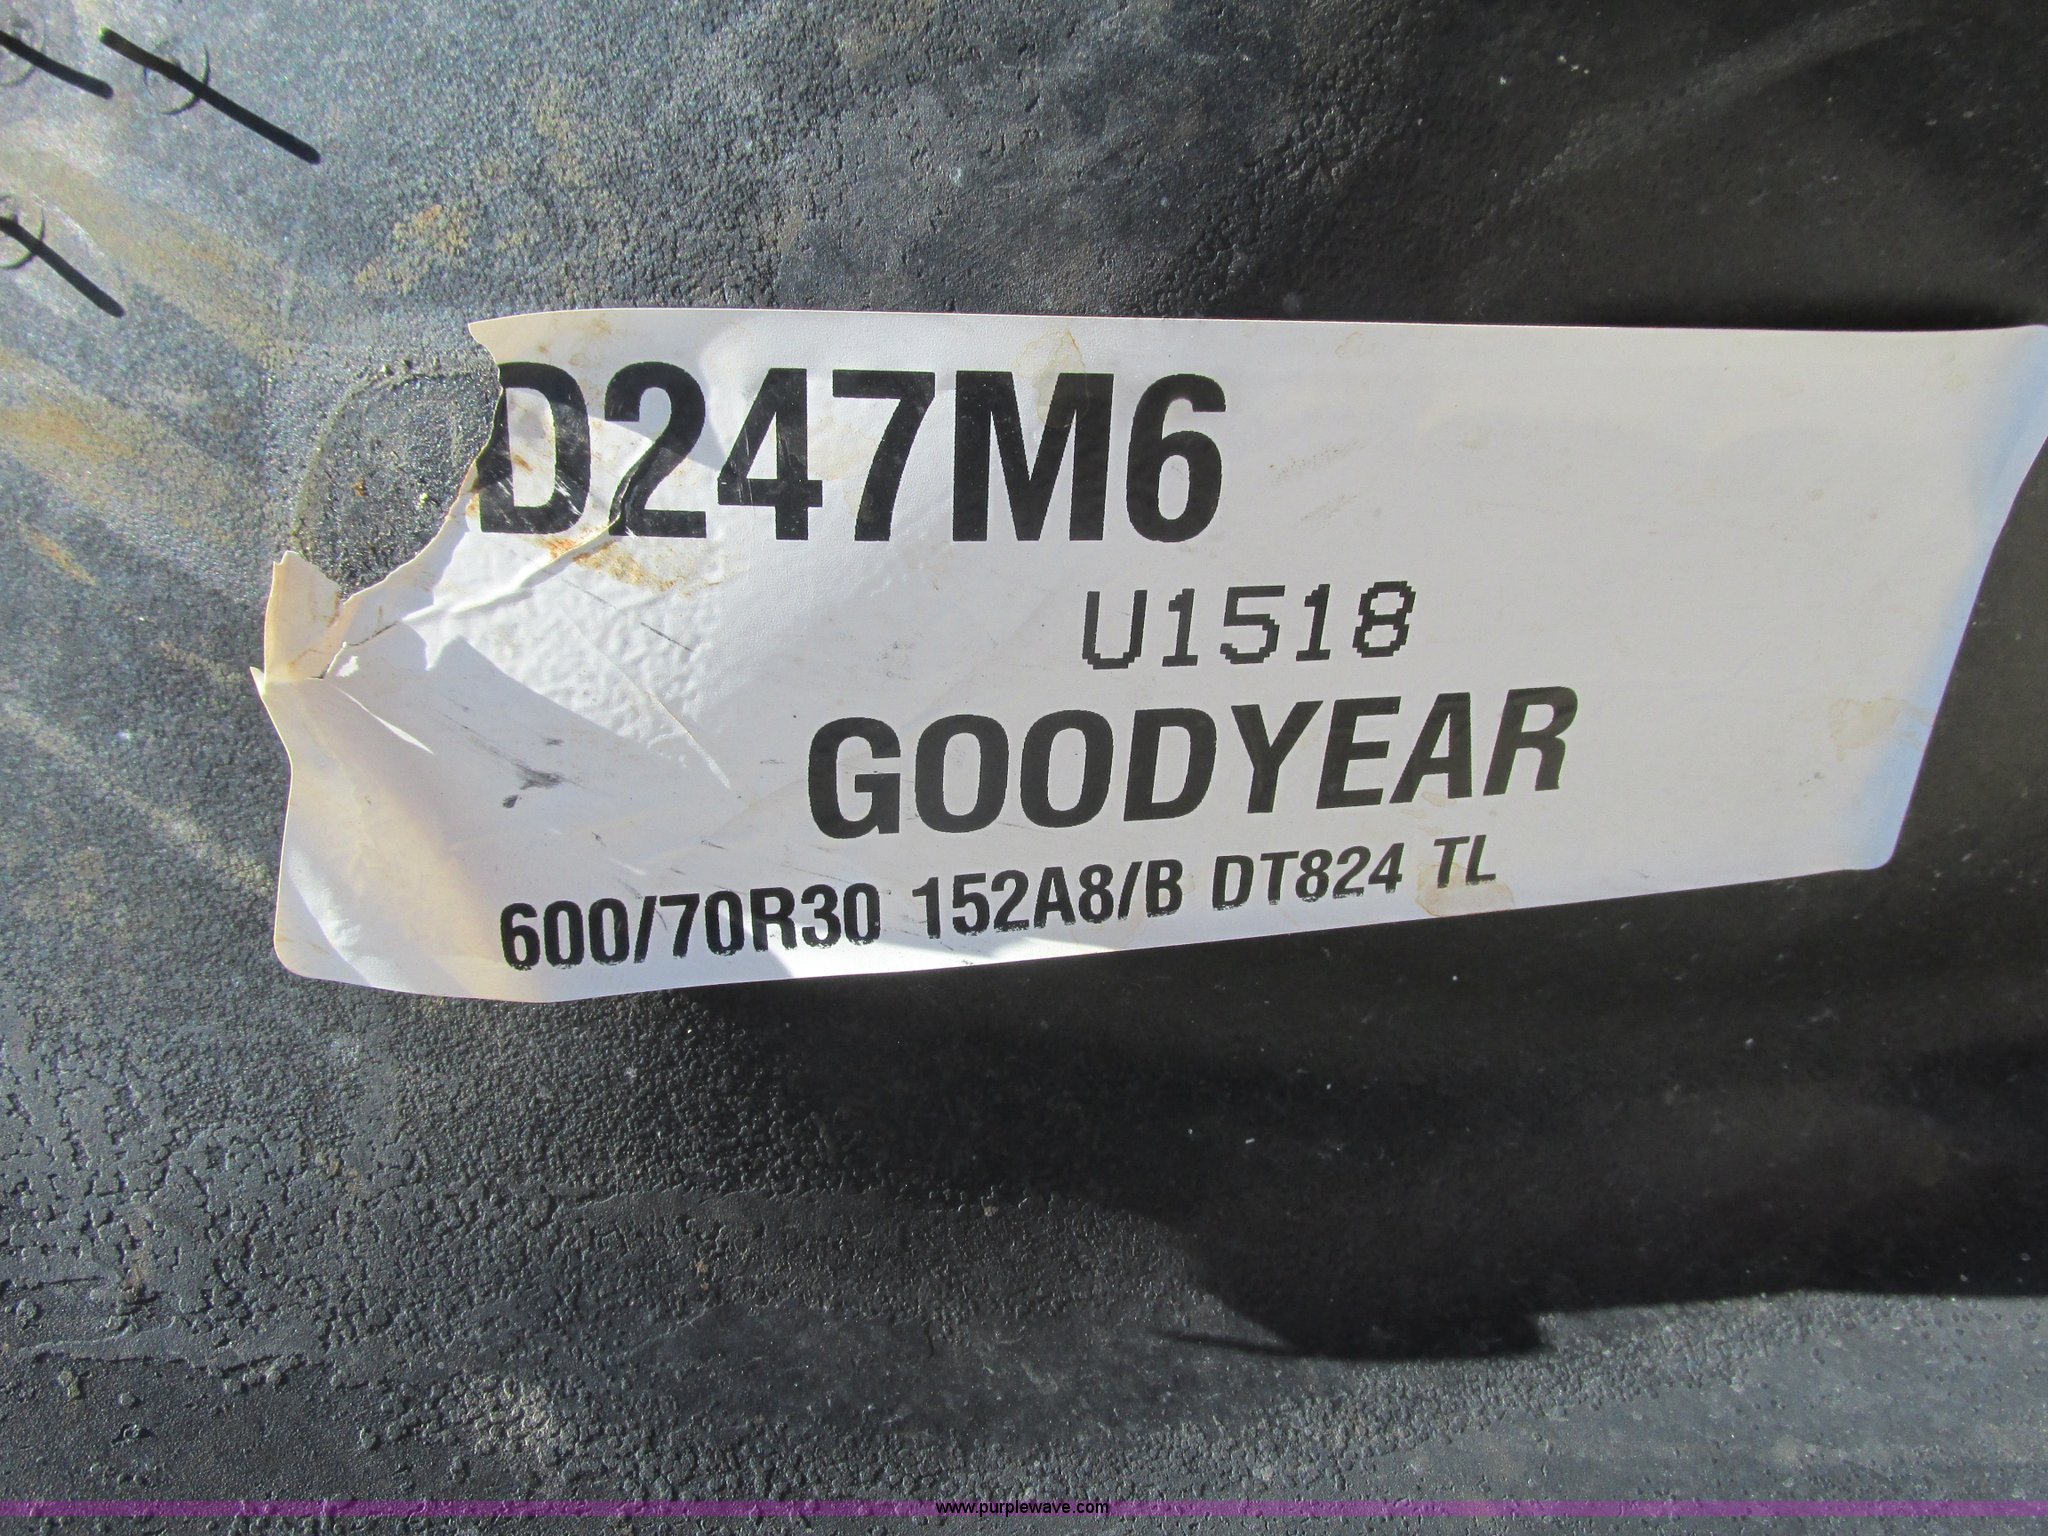 D247M6
U1518
GOODYEAR
600/70R30 152A8/B DT824 TL
www.purplewave.com